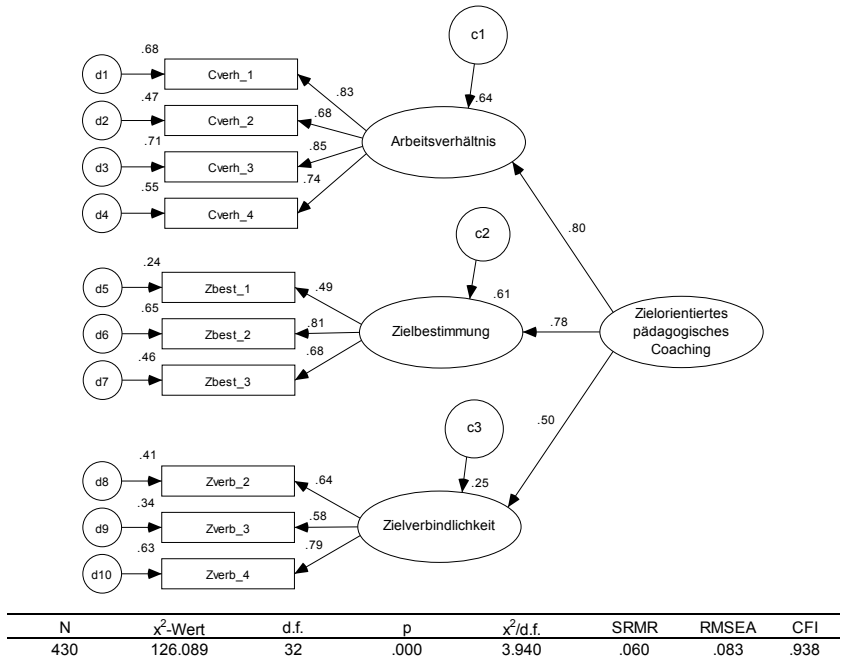 c1
.68
d1
Cverh_1
.83
.64
.47
d2
Cverh_2
.68
.71
Arbeitsverhältnis
d3
Cverh_3
.85
.55
.74
d4
Cverh_4
.80
c2
.24
d5
Zbest_1
.49
.61
.65
d6
Zbest_2
.81
Zielbestimmung
.78
.46
.68
d7
Zbest_3
Zielorientiertes
pädagogisches
Coaching
.50
c3
.41
d8
Zverb_2
.64
.25
.34
d9
Zverb_3
.58
Zielverbindlichkeit
.63
.79
d10
Zverb_4
N x²-Wert d.f. p x²/d.f. SRMR RMSEA CFI
430 126.089 32 .000 3.940 .060 .083 .938